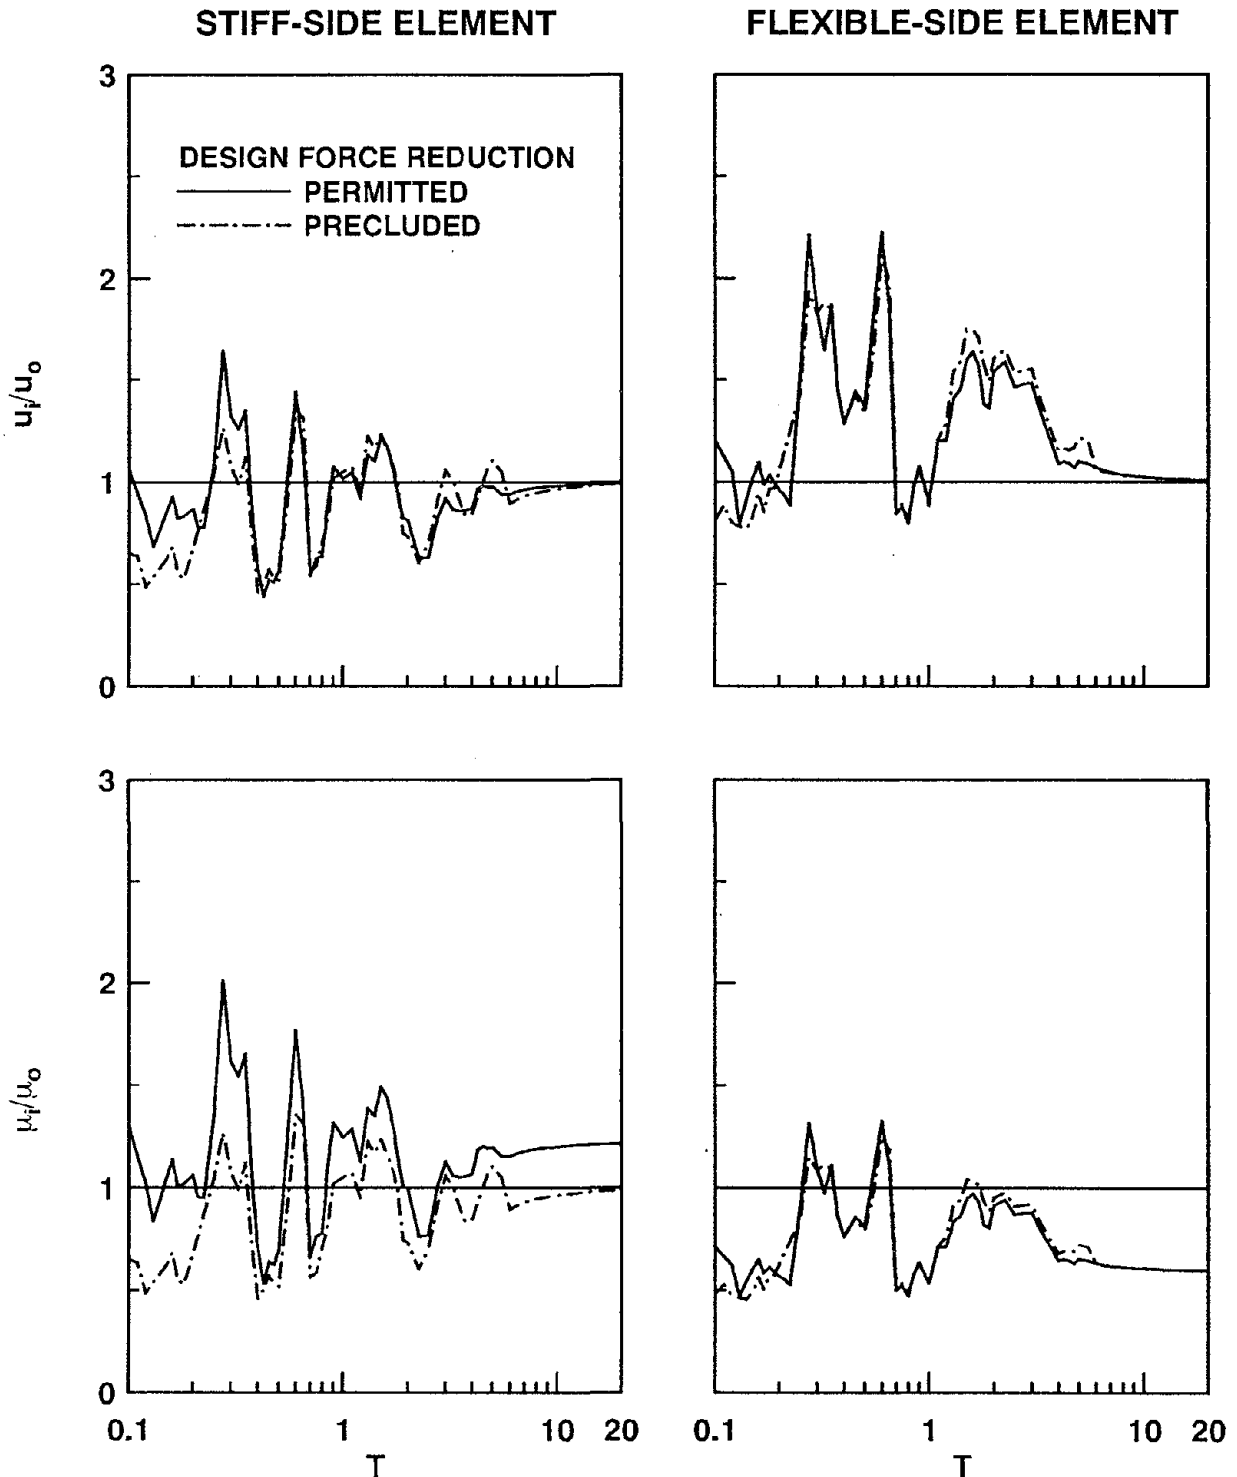 STIFF-SIDE ELEMENT
FLEXIBLE-SIDE ELEMENT
3
2
1
0
uᵢ/uₒ
DESIGN FORCE REDUCTION
PERMITTED
PRECLUDED
3
2
1
0
μᵢ/μₒ
0.1 1 10 20
T
0.1 1 10 20
T